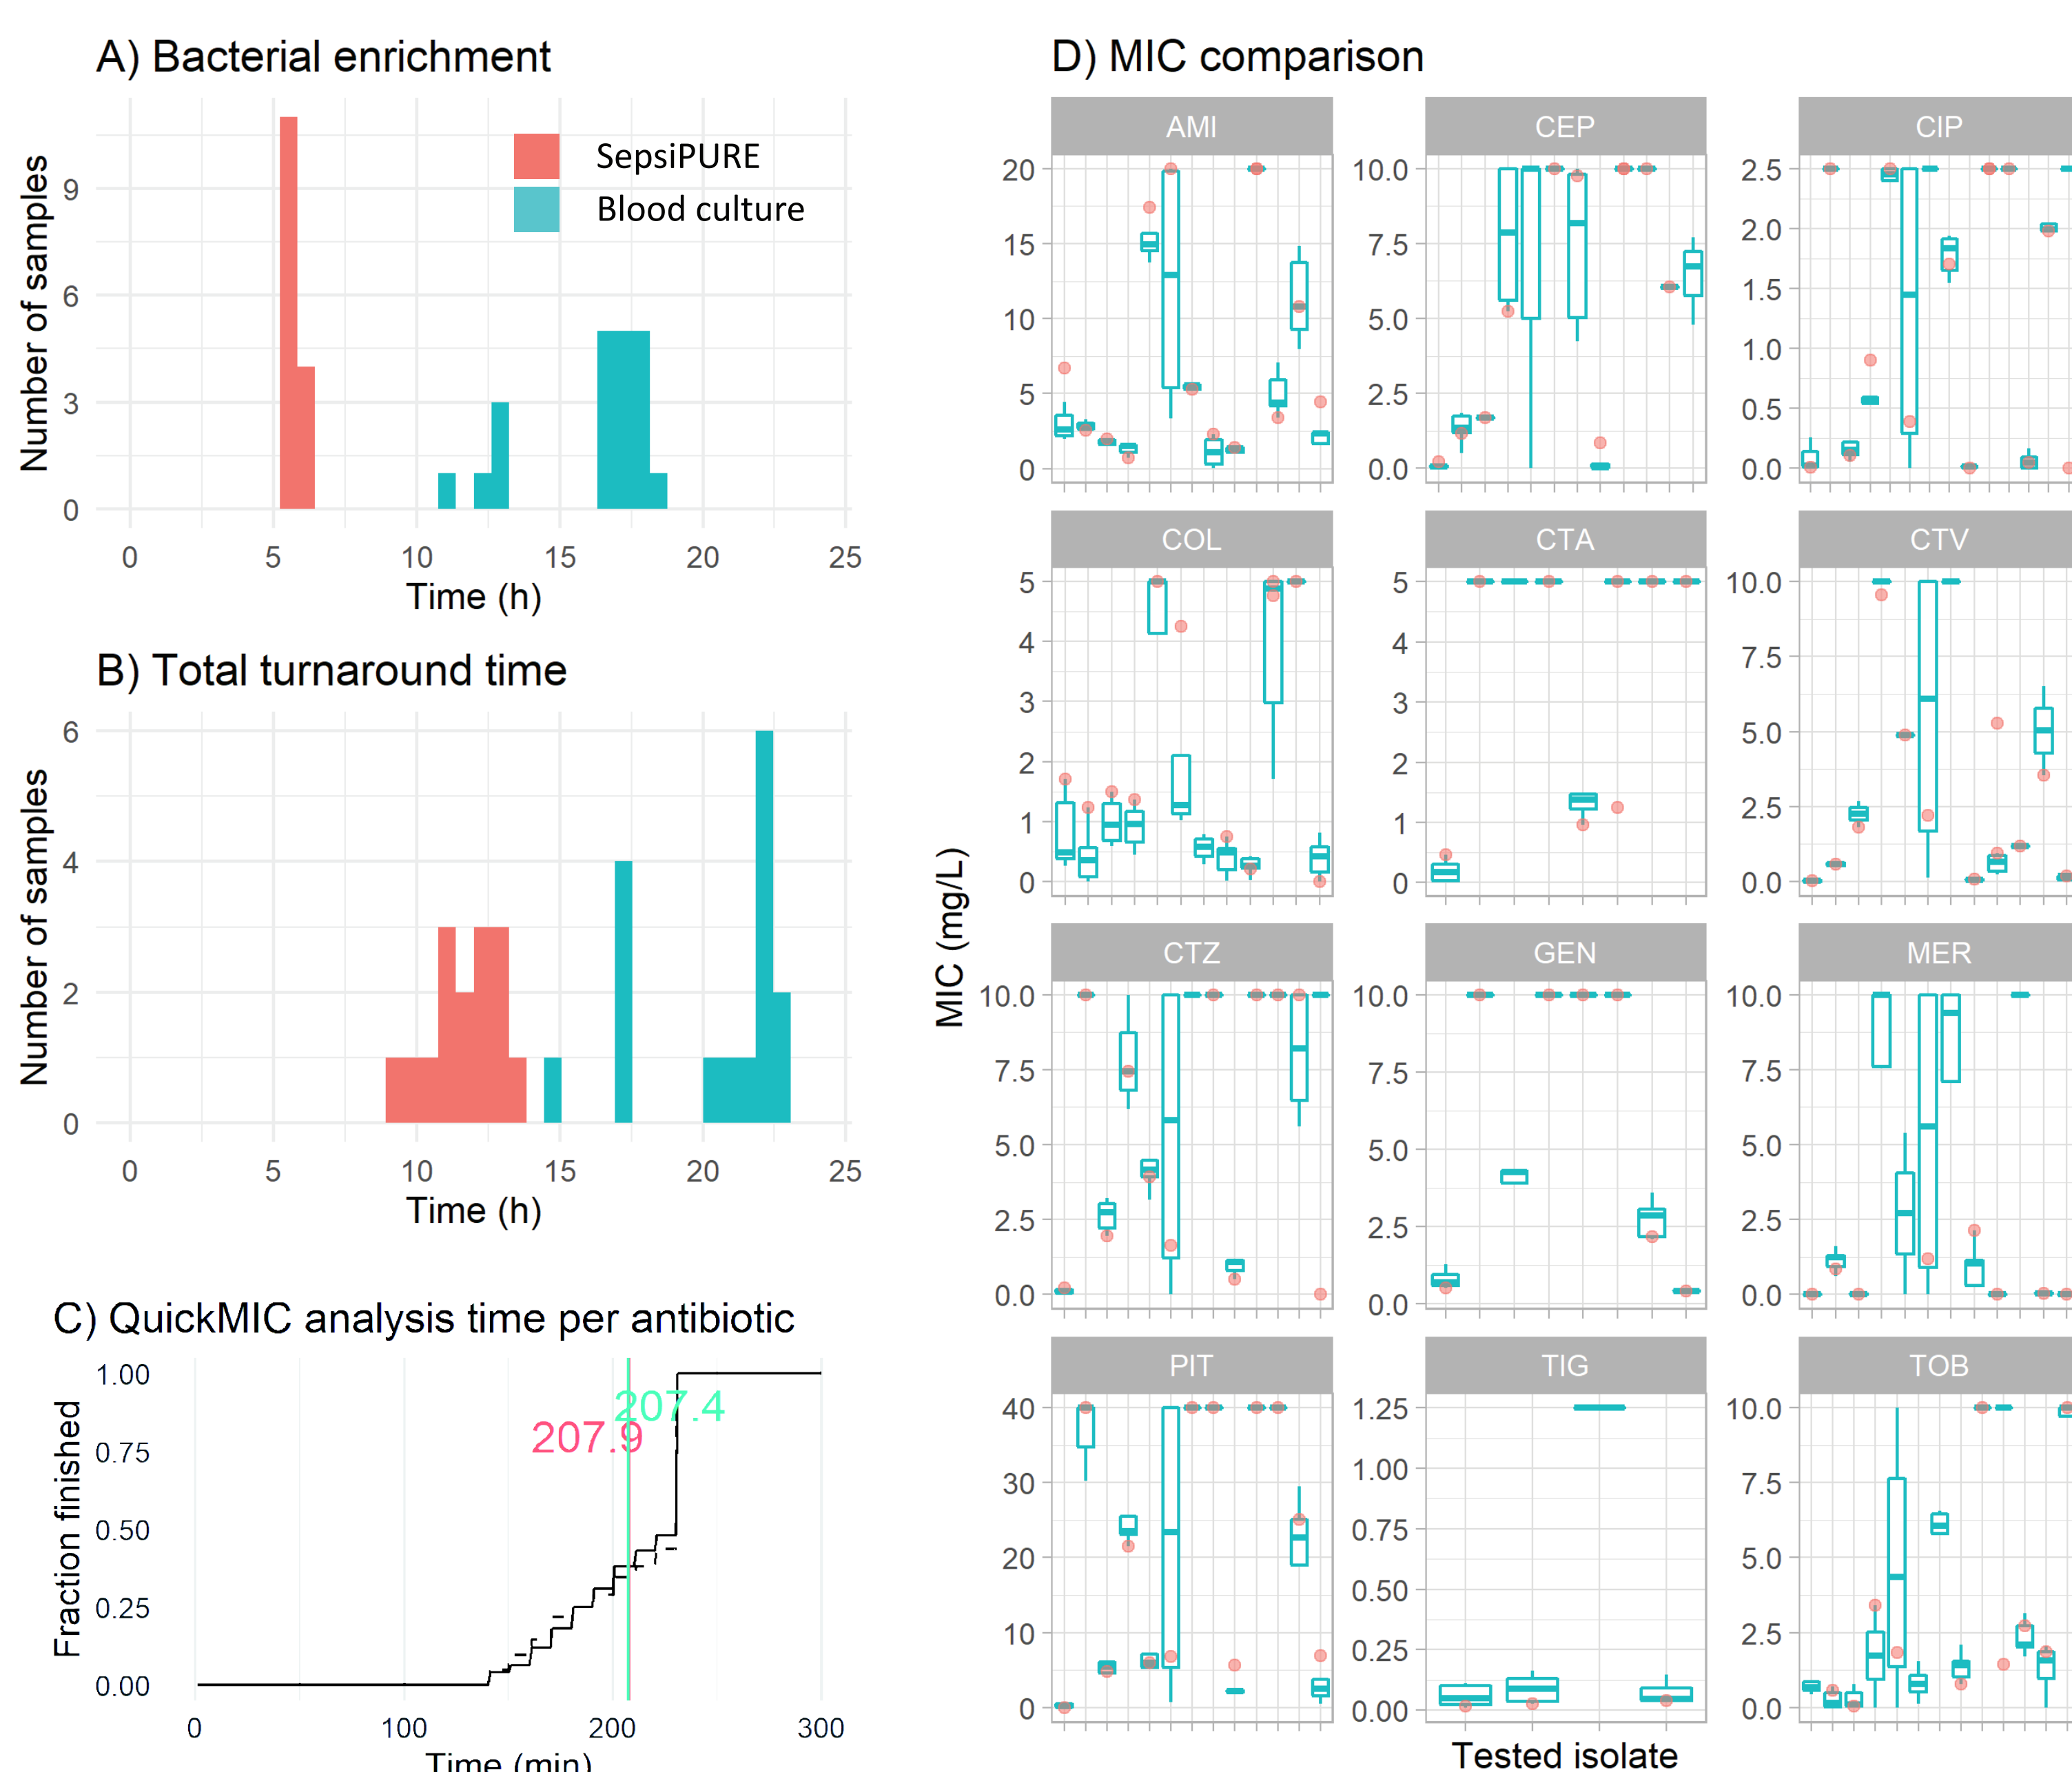 A) Bacterial enrichment
Number of samples
9
6
3
0
SepsiPURE
Blood culture
0 5 10 15 20 25
Time (h)
B) Total turnaround time
Number of samples
6
4
2
0
0 5 10 15 20 25
Time (h)
C) QuickMIC analysis time per antibiotic
Fraction finished
1.00
0.75
0.50
0.25
0.00
207.4
207.9
0 100 200 300
Time (min)
D) MIC comparison
MIC (mg/L)
AMI
20
15
10
5
0
CEP
10.0
7.5
5.0
2.5
0.0
CIP
2.5
2.0
1.5
1.0
0.5
0.0
COL
5
4
3
2
1
0
CTA
5
4
3
2
1
0
CTV
10.0
7.5
5.0
2.5
0.0
CTZ
10.0
7.5
5.0
2.5
0.0
GEN
10.0
7.5
5.0
2.5
0.0
MER
10.0
7.5
5.0
2.5
0.0
PIT
40
30
20
10
0
TIG
1.25
1.00
0.75
0.50
0.25
0.00
TOB
10.0
7.5
5.0
2.5
0.0
Tested isolate